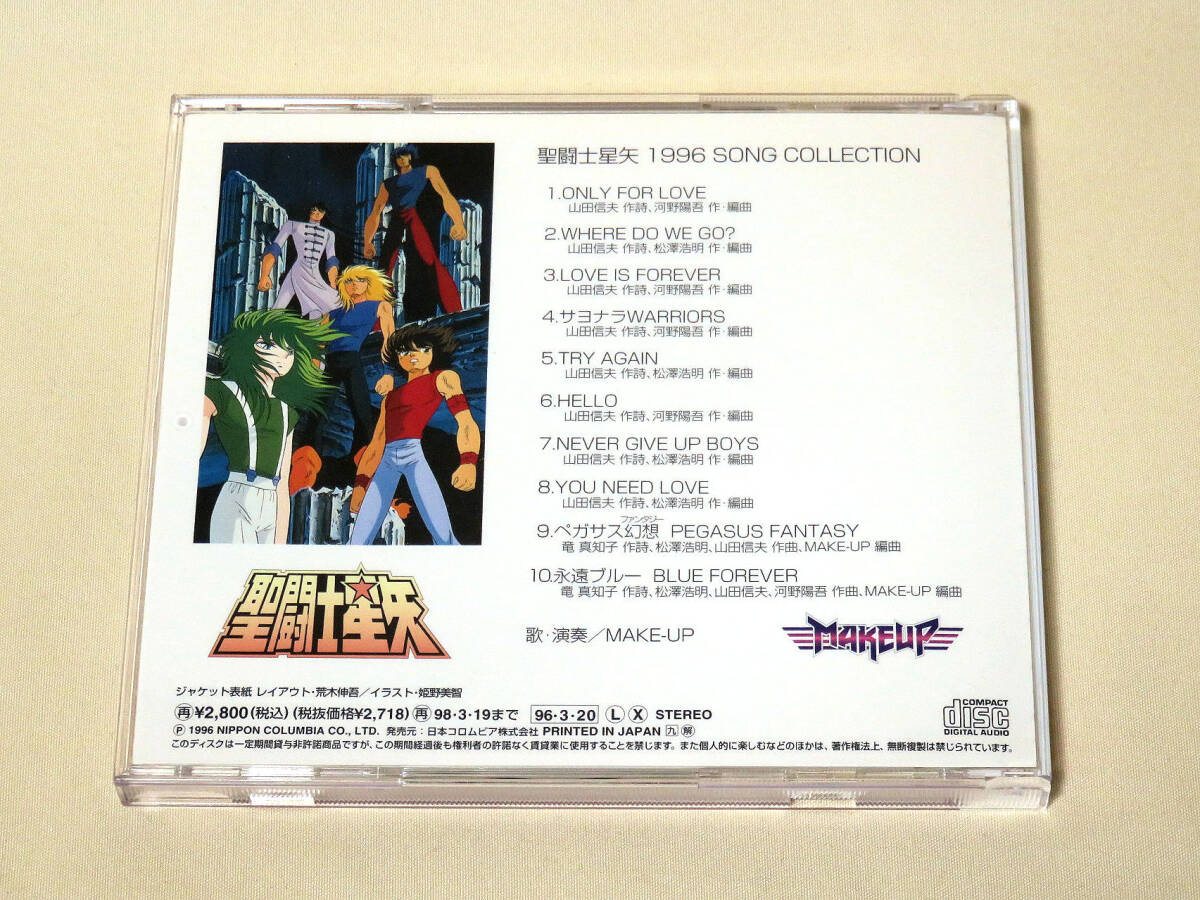 聖闘士星矢 1996 SONG COLLECTION
1.ONLY FOR LOVE
山田信夫 作詩、河野陽吾 作・編曲
2.WHERE DO WE GO?
山田信夫 作詩、松澤浩明 作・編曲
3.LOVE IS FOREVER
山田信夫 作詩、河野陽吾 作・編曲
4.サヨナラWARRIORS
山田信夫 作詩、河野陽吾 作・編曲
5.TRY AGAIN
山田信夫 作詩、松澤浩明 作・編曲
6.HELLO
山田信夫 作詩、河野陽吾 作・編曲
7.NEVER GIVE UP BOYS
山田信夫 作詩、松澤浩明 作・編曲
8.YOU NEED LOVE
山田信夫 作詩、松澤浩明 作・編曲
ファンタジー
9.ペガサス幻想 PEGASUS FANTASY
竜 真知子 作詩、松澤浩明、山田信夫 作曲、MAKE-UP 編曲
10.永遠ブルー BLUE FOREVER
竜 真知子 作詩、松澤浩明、山田信夫、河野陽吾 作曲、MAKE-UP 編曲
歌・演奏／MAKE-UP
MAKEUP
聖闘士星矢
ジャケット表紙 レイアウト・荒木伸吾／イラスト・姫野美智
再¥2,800(税込) (税抜価格¥2,718) 再98・3・19まで 96・3・20 Ⓛ Ⓧ STEREO
Ⓟ 1996 NIPPON COLUMBIA CO., LTD. 発売元：日本コロムビア株式会社 PRINTED IN JAPAN 九 解
COMPACT
disc
DIGITAL AUDIO
このディスクは一定期間貸与非許諾商品ですが、この期間経過後も権利者の許諾なく賃貸業に使用することを禁じます。また個人的に楽しむなどのほかは、著作権法上、無断複製は禁じられています。